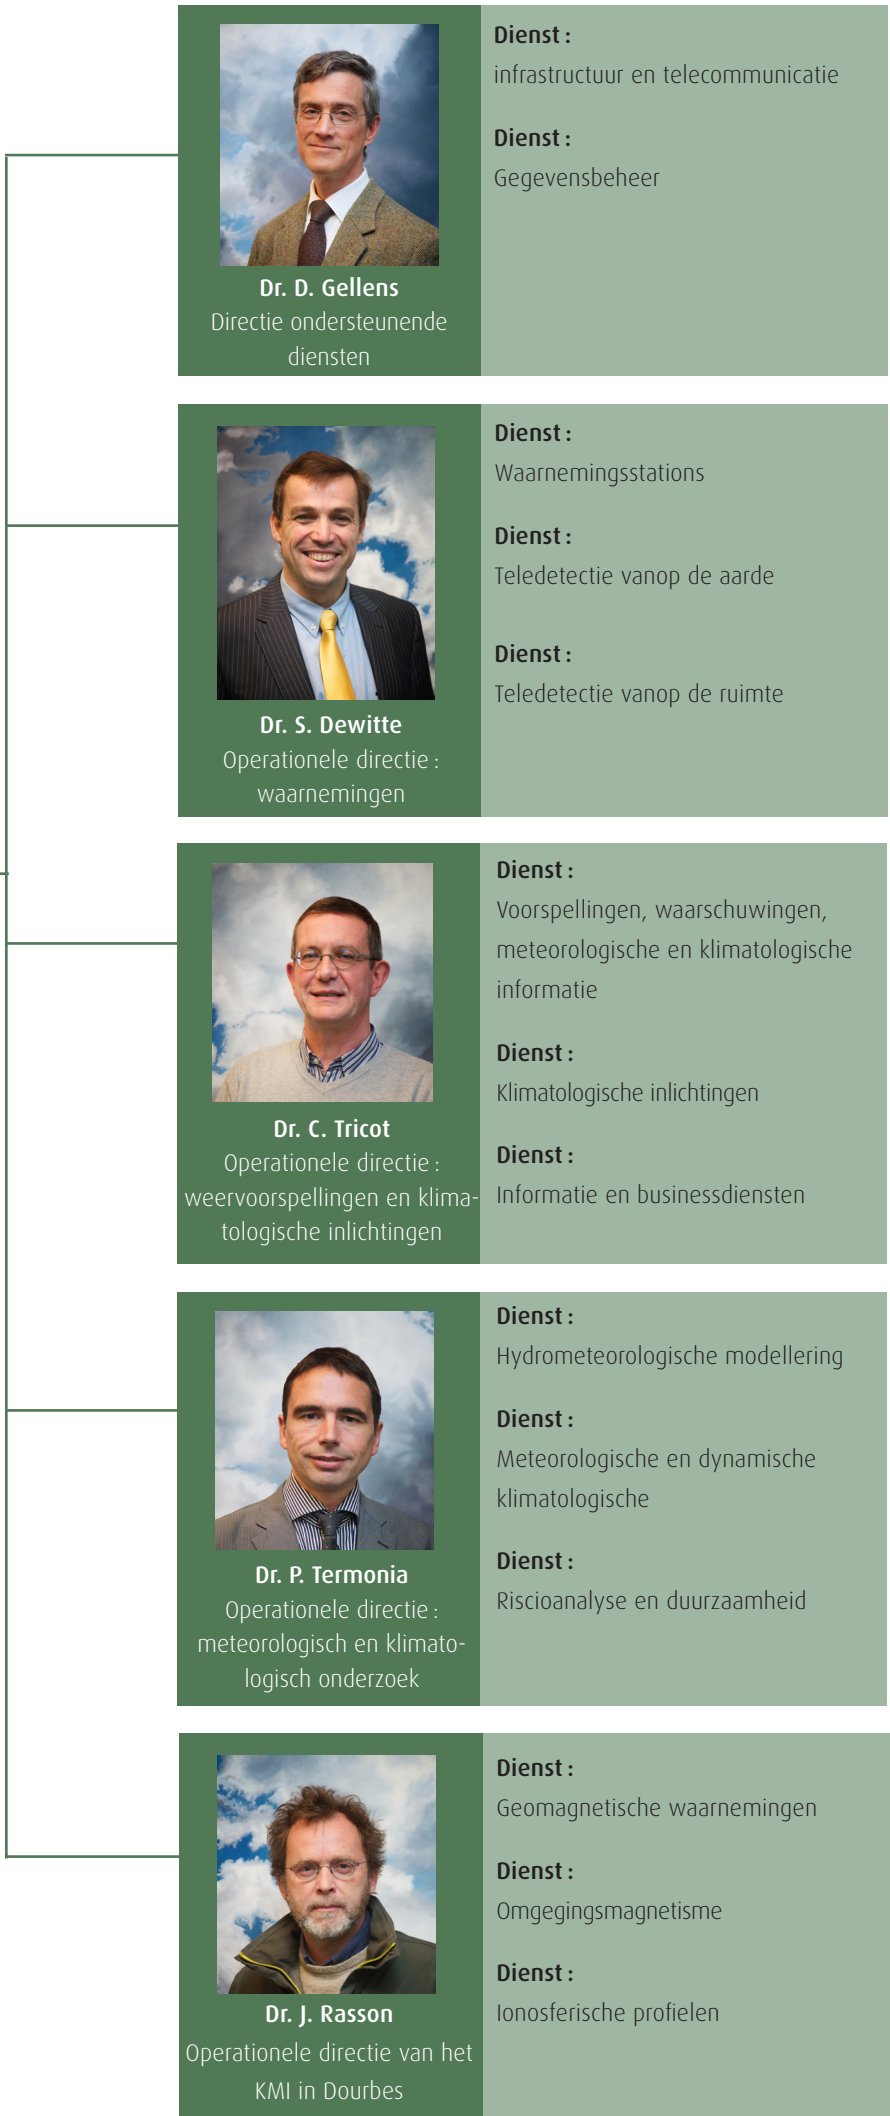 Dienst :
infrastructuur en telecommunicatie
Dienst :
Gegevensbeheer
Dr. D. Gellens
Directie ondersteunende
diensten
Dienst :
Waarnemingsstations
Dienst :
Teledetectie vanop de aarde
Dienst :
Teledetectie vanop de ruimte
Dr. S. Dewitte
Operationele directie :
waarnemingen
Dienst :
Voorspellingen, waarschuwingen,
meteorologische en klimatologische
informatie
Dienst :
Klimatologische inlichtingen
Dienst :
Informatie en businessdiensten
Dr. C. Tricot
Operationele directie :
weervoorspellingen en klima-
tologische inlichtingen
Dienst :
Hydrometeorologische modellering
Dienst :
Meteorologische en dynamische
klimatologische
Dienst :
Riscioanalyse en duurzaamheid
Dr. P. Termonia
Operationele directie :
meteorologisch en klimato-
logisch onderzoek
Dienst :
Geomagnetische waarnemingen
Dienst :
Omgegingsmagnetisme
Dienst :
Ionosferische profielen
Dr. J. Rasson
Operationele directie van het
KMI in Dourbes